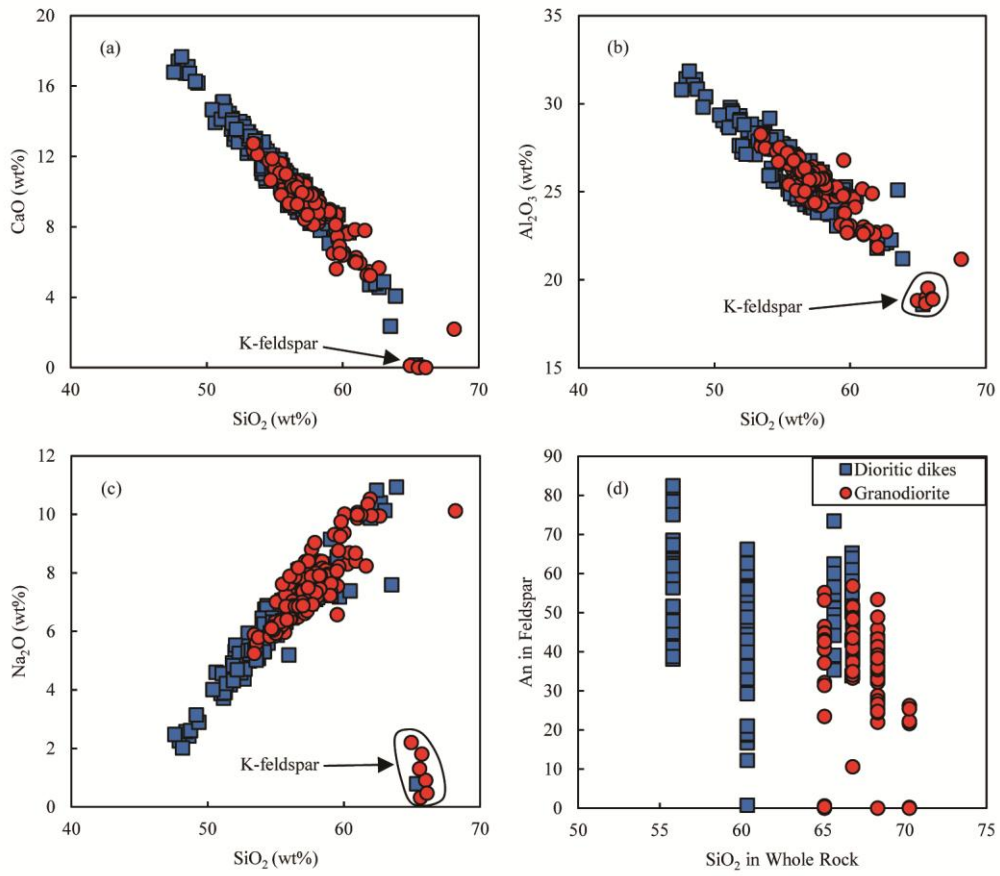 20
16
12
8
4
0
(a)
CaO (wt%)
K-feldspar
40
50
60
70
SiO₂ (wt%)
35
30
25
20
15
(b)
Al₂O₃ (wt%)
K-feldspar
40
50
60
70
SiO₂ (wt%)
12
10
8
6
4
2
0
(c)
Na₂O (wt%)
K-feldspar
40
50
60
70
SiO₂ (wt%)
90
80
70
60
50
40
30
20
10
0
(d)
Dioritic dikes
Granodiorite
An in Feldspar
50
55
60
65
70
75
SiO₂ in Whole Rock